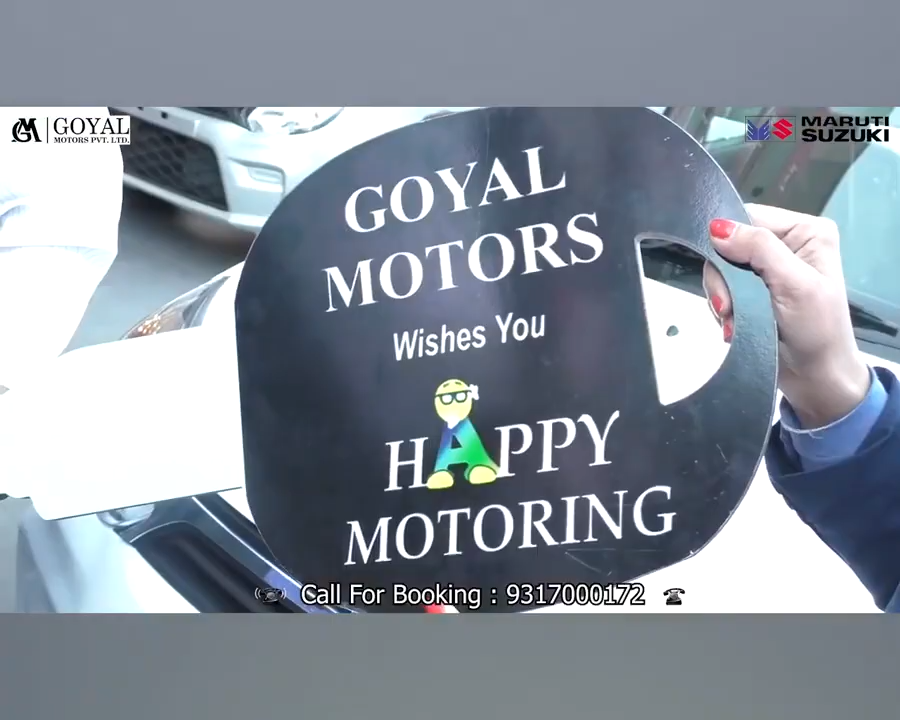 GOYAL
MOTORS PVT. LTD.
MARUTI
SUZUKI
GOYAL
MOTORS
Wishes You
HAPPY
MOTORING
Call For Booking : 9317000172